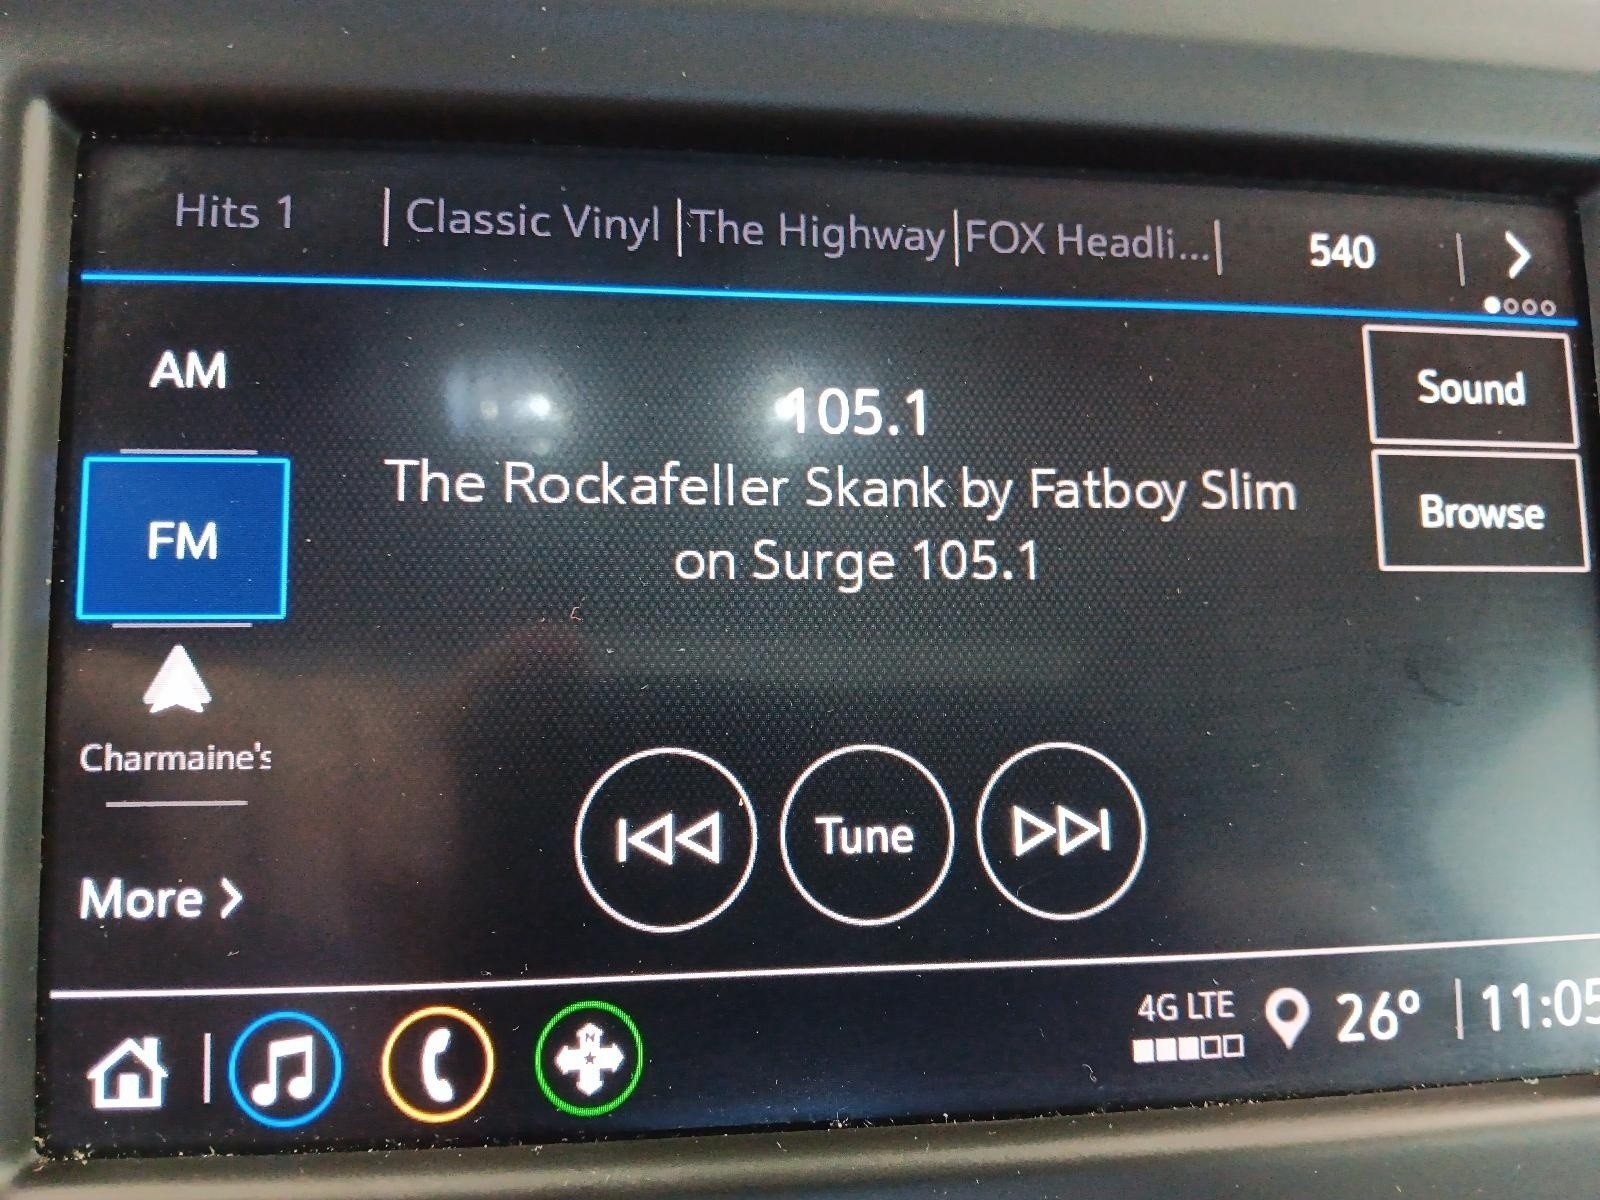 Hits 1 | Classic Vinyl | The Highway | FOX Headli... | 540
AM
105.1
Sound
The Rockafeller Skank by Fatboy Slim
on Surge 105.1
Browse
FM
Charmaine's
Tune
More
4G LTE
26° | 11:05
N